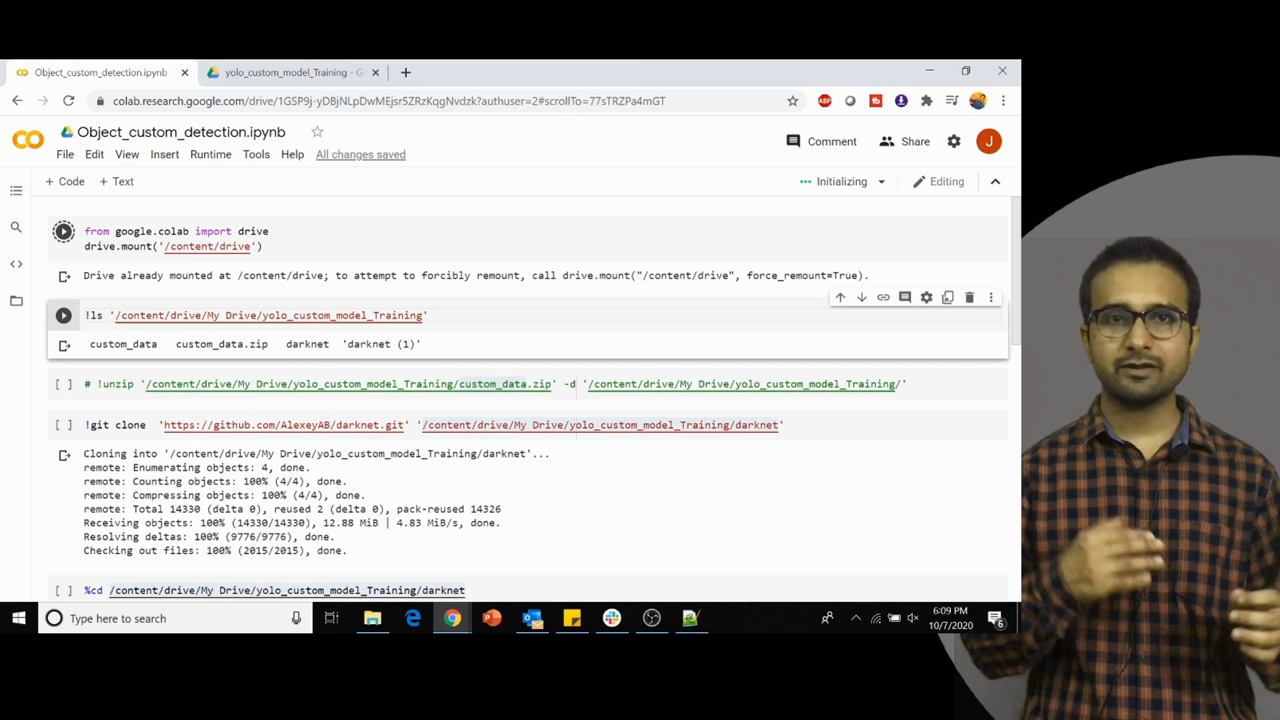 Object_custom_detection.ipynb
yolo_custom_model_Training - G
colab.research.google.com/drive/1GSP9j-yDBjNLpDwMEjsr5ZRzKqgNvdzk?authuser=2#scrollTo=77sTRZPa4mGT
ABP
CO
Object_custom_detection.ipynb
Comment
Share
J
File Edit View Insert Runtime Tools Help All changes saved
+ Code + Text
Initializing
Editing
from google.colab import drive
drive.mount('/content/drive')
Drive already mounted at /content/drive; to attempt to forcibly remount, call drive.mount("/content/drive", force_remount=True).
!ls '/content/drive/My Drive/yolo_custom_model_Training'
custom_data custom_data.zip darknet 'darknet (1)'
[ ] # !unzip '/content/drive/My Drive/yolo_custom_model_Training/custom_data.zip' -d '/content/drive/My Drive/yolo_custom_model_Training/'
[ ] !git clone 'https://github.com/AlexeyAB/darknet.git' '/content/drive/My Drive/yolo_custom_model_Training/darknet'
Cloning into '/content/drive/My Drive/yolo_custom_model_Training/darknet'...
remote: Enumerating objects: 4, done.
remote: Counting objects: 100% (4/4), done.
remote: Compressing objects: 100% (4/4), done.
remote: Total 14330 (delta 0), reused 2 (delta 0), pack-reused 14326
Receiving objects: 100% (14330/14330), 12.88 MiB | 4.83 MiB/s, done.
Resolving deltas: 100% (9776/9776), done.
Checking out files: 100% (2015/2015), done.
[ ] %cd /content/drive/My Drive/yolo_custom_model_Training/darknet
Type here to search
6:09 PM
10/7/2020
6